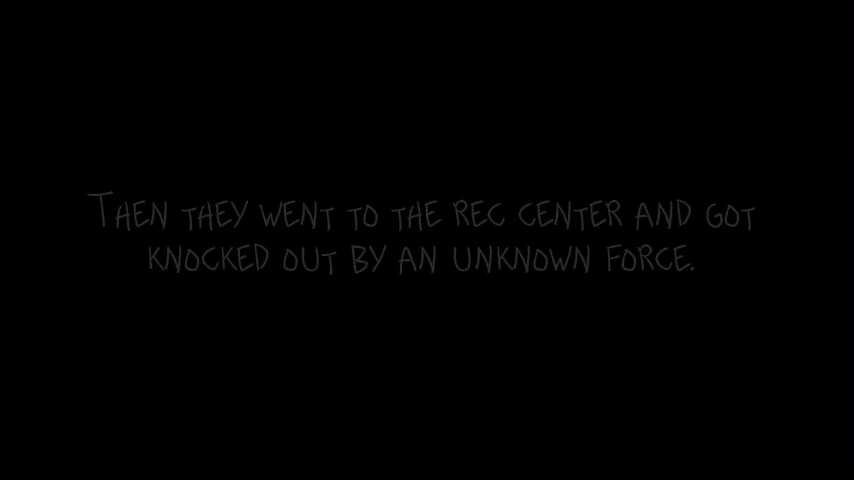 Then they went to the rec center and got
knocked out by an unknown force.